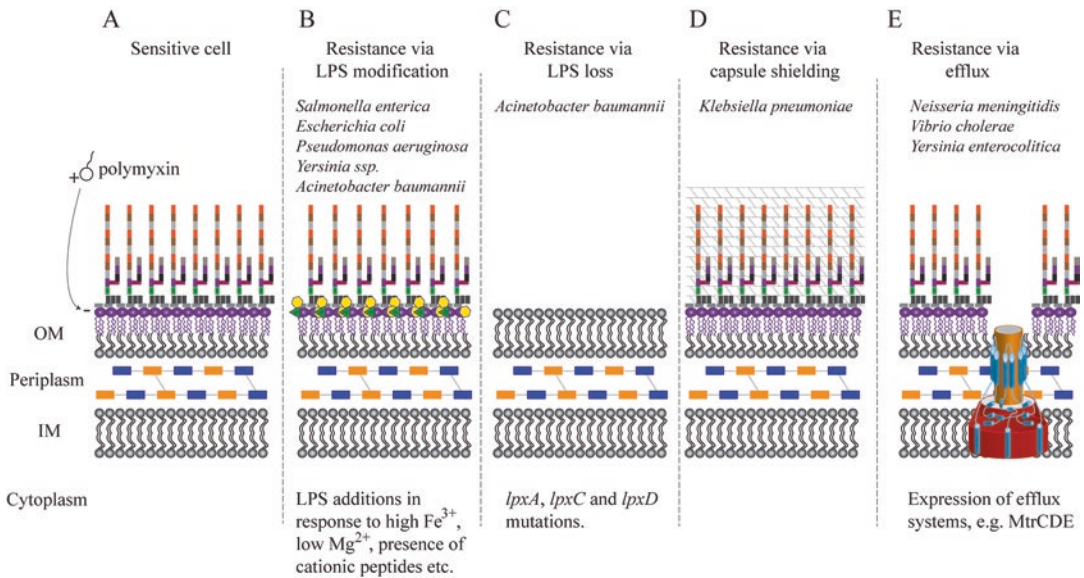 A
Sensitive cell
+
polymyxin
-
OM
Periplasm
IM
Cytoplasm
B
Resistance via
LPS modification
Salmonella enterica
Escherichia coli
Pseudomonas aeruginosa
Yersinia ssp.
Acinetobacter baumannii
LPS additions in
response to high Fe³⁺,
low Mg²⁺, presence of
cationic peptides etc.
C
Resistance via
LPS loss
Acinetobacter baumannii
lpxA, lpxC and lpxD
mutations.
D
Resistance via
capsule shielding
Klebsiella pneumoniae
E
Resistance via
efflux
Neisseria meningitidis
Vibrio cholerae
Yersinia enterocolitica
Expression of efflux
systems, e.g. MtrCDE